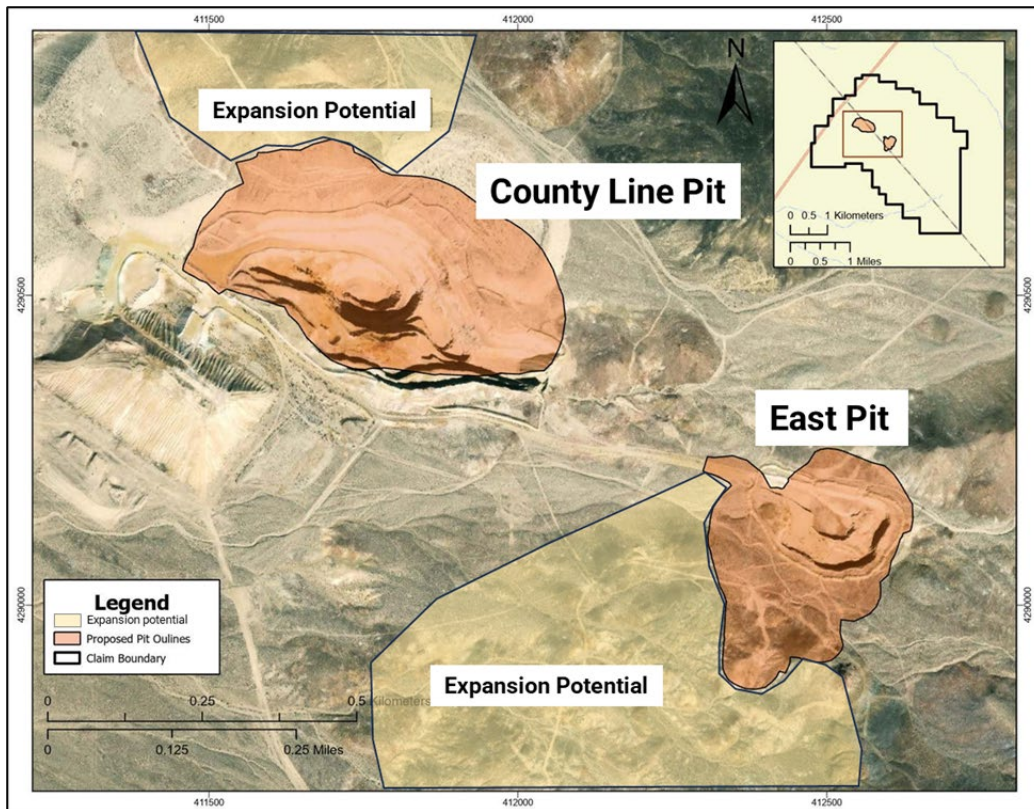 411500
412000
412500
Expansion Potential
N
County Line Pit
0 0.5 1 Kilometers
0 0.5 1 Miles
4290500
4290500
East Pit
4290000
4290000
Legend
Expansion potential
Proposed Pit Oulines
Claim Boundary
Expansion Potential
0 0.25 0.5 Kilometers
0 0.125 0.25 Miles
411500
412000
412500